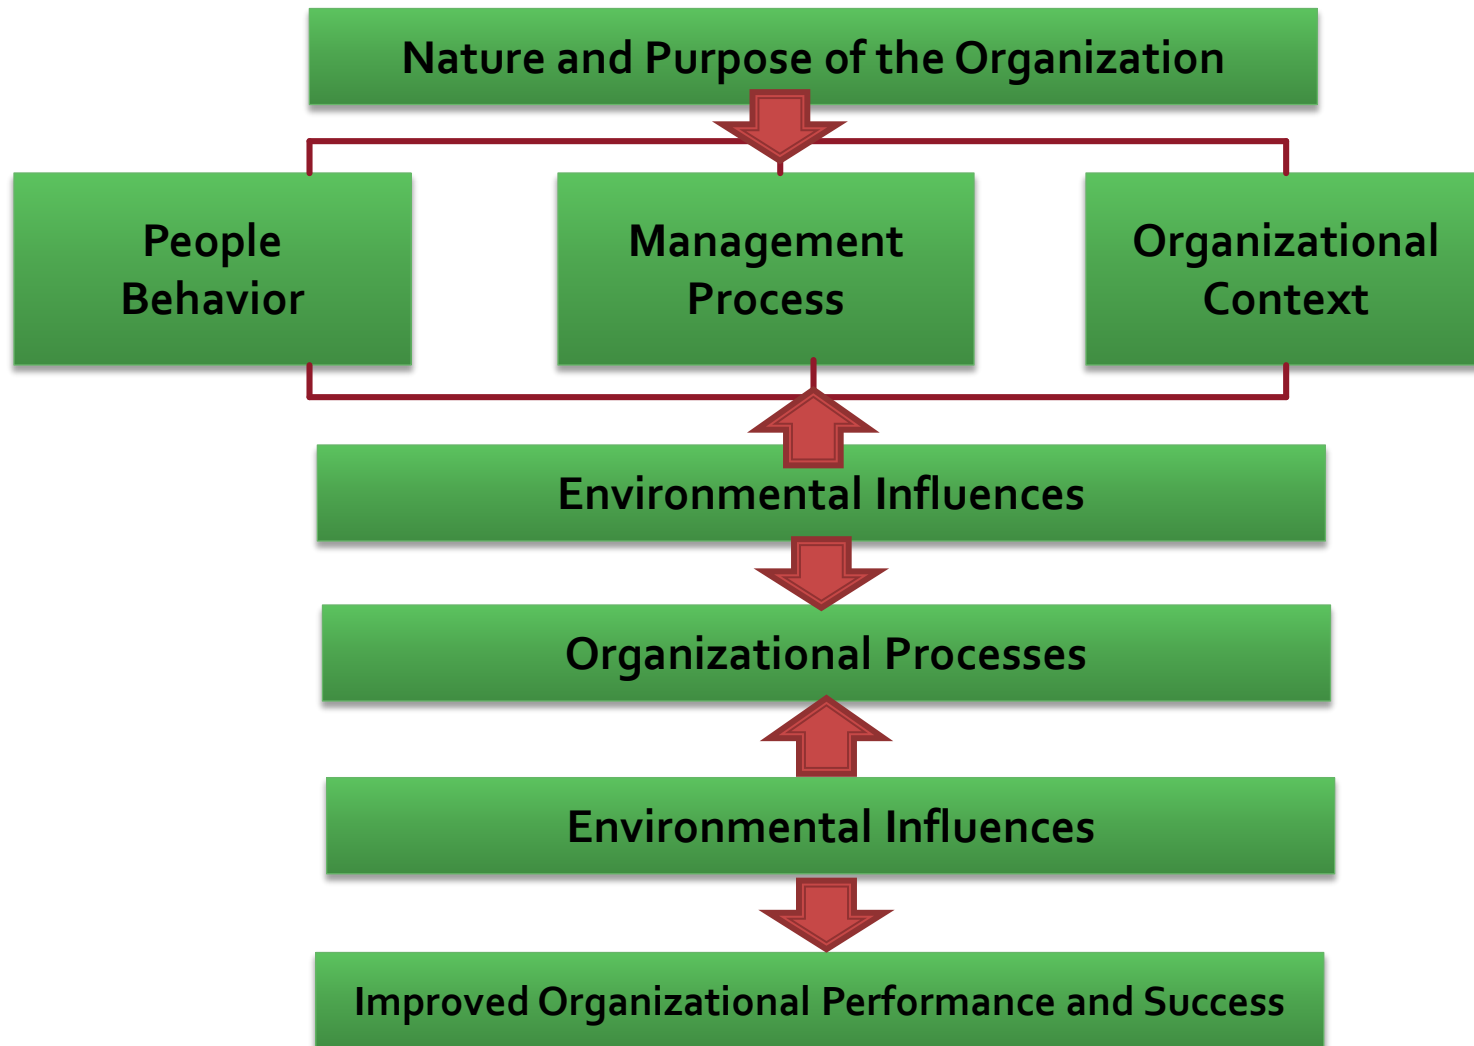 Nature and Purpose of the Organization
People
Behavior
Management
Process
Organizational
Context
Environmental Influences
Organizational Processes
Environmental Influences
Improved Organizational Performance and Success